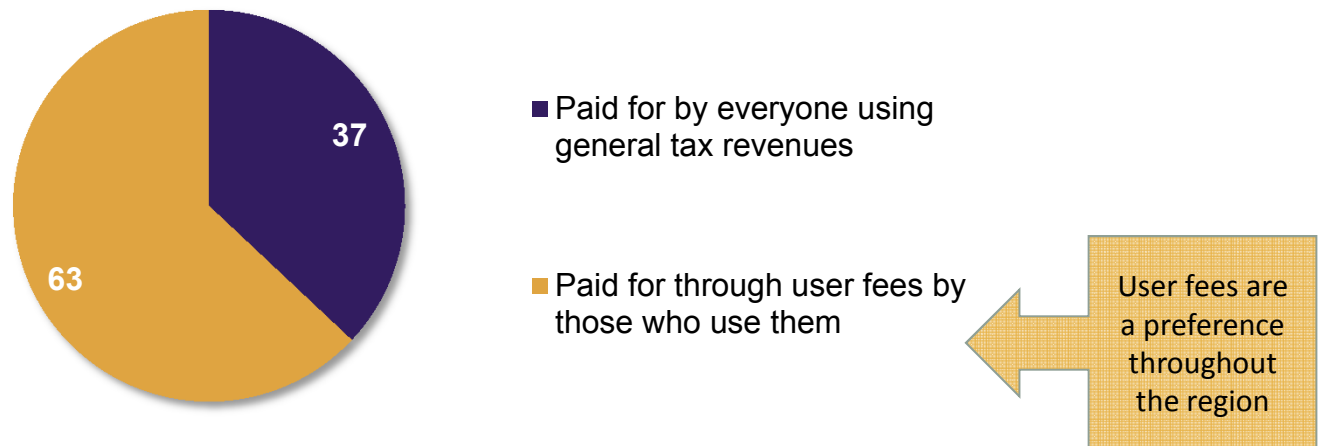 37
63
Paid for by everyone using
general tax revenues
Paid for through user fees by
those who use them
User fees are
a preference
throughout
the region